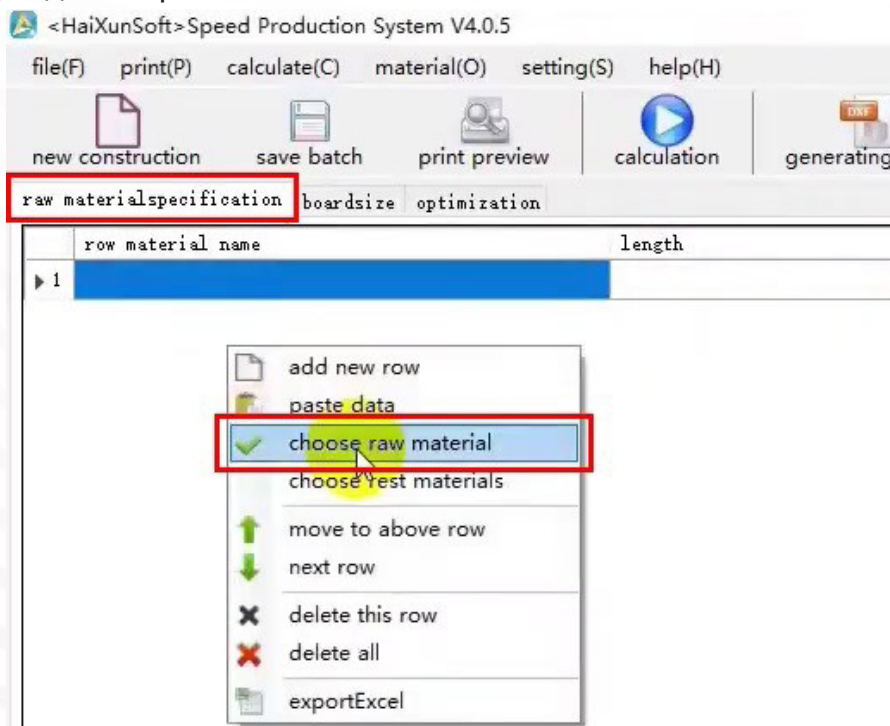 <HaiXunSoft>Speed Production System V4.0.5
file(F) print(P) calculate(C) material(O) setting(S) help(H)
DXF
new construction save batch print preview calculation generating
raw materialspecification boardsize optimization
row material name length
1
add new row
paste data
choose raw material
choose rest materials
move to above row
next row
delete this row
delete all
exportExcel